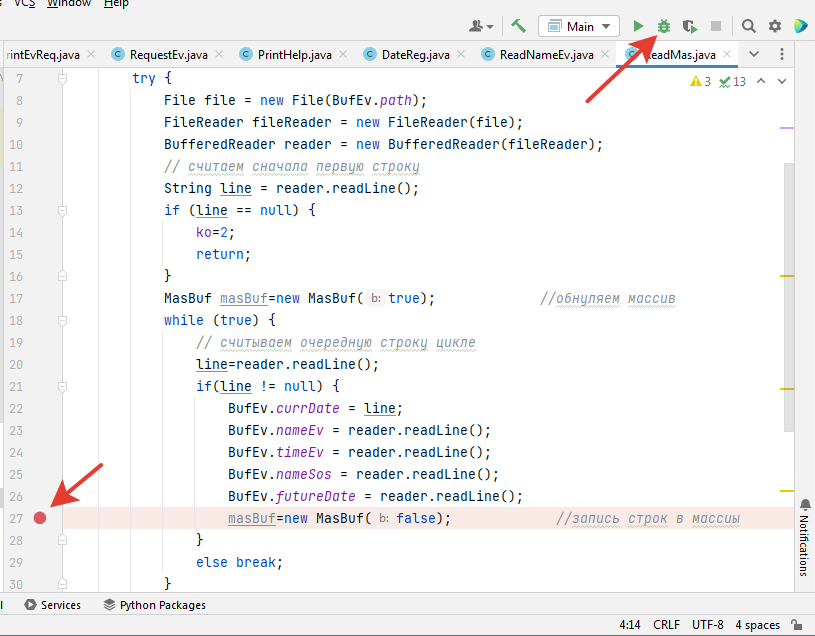 VCS Window Help
Main
rintEvReq.java RequestEv.java PrintHelp.java DateReg.java ReadNameEv.java ReadMas.java
3 13
7 try {
8 File file = new File(BufEv.path);
9 FileReader fileReader = new FileReader(file);
10 BufferedReader reader = new BufferedReader(fileReader);
11 // считаем сначала первую строку
12 String line = reader.readLine();
13 if (line == null) {
14 ko=2;
15 return;
16 }
17 MasBuf masBuf=new MasBuf( b: true); //обнуляем массив
18 while (true) {
19 // считываем очередную строку цикле
20 line=reader.readLine();
21 if(line != null) {
22 BufEv.currDate = line;
23 BufEv.nameEv = reader.readLine();
24 BufEv.timeEv = reader.readLine();
25 BufEv.nameSos = reader.readLine();
26 BufEv.futureDate = reader.readLine();
27 masBuf=new MasBuf( b: false); //запись строк в массиы
28 }
29 else break;
30 }
Notifications
Services Python Packages
4:14 CRLF UTF-8 4 spaces